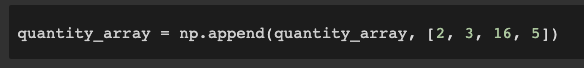 quantity_array = np.append(quantity_array, [2, 3, 16, 5])